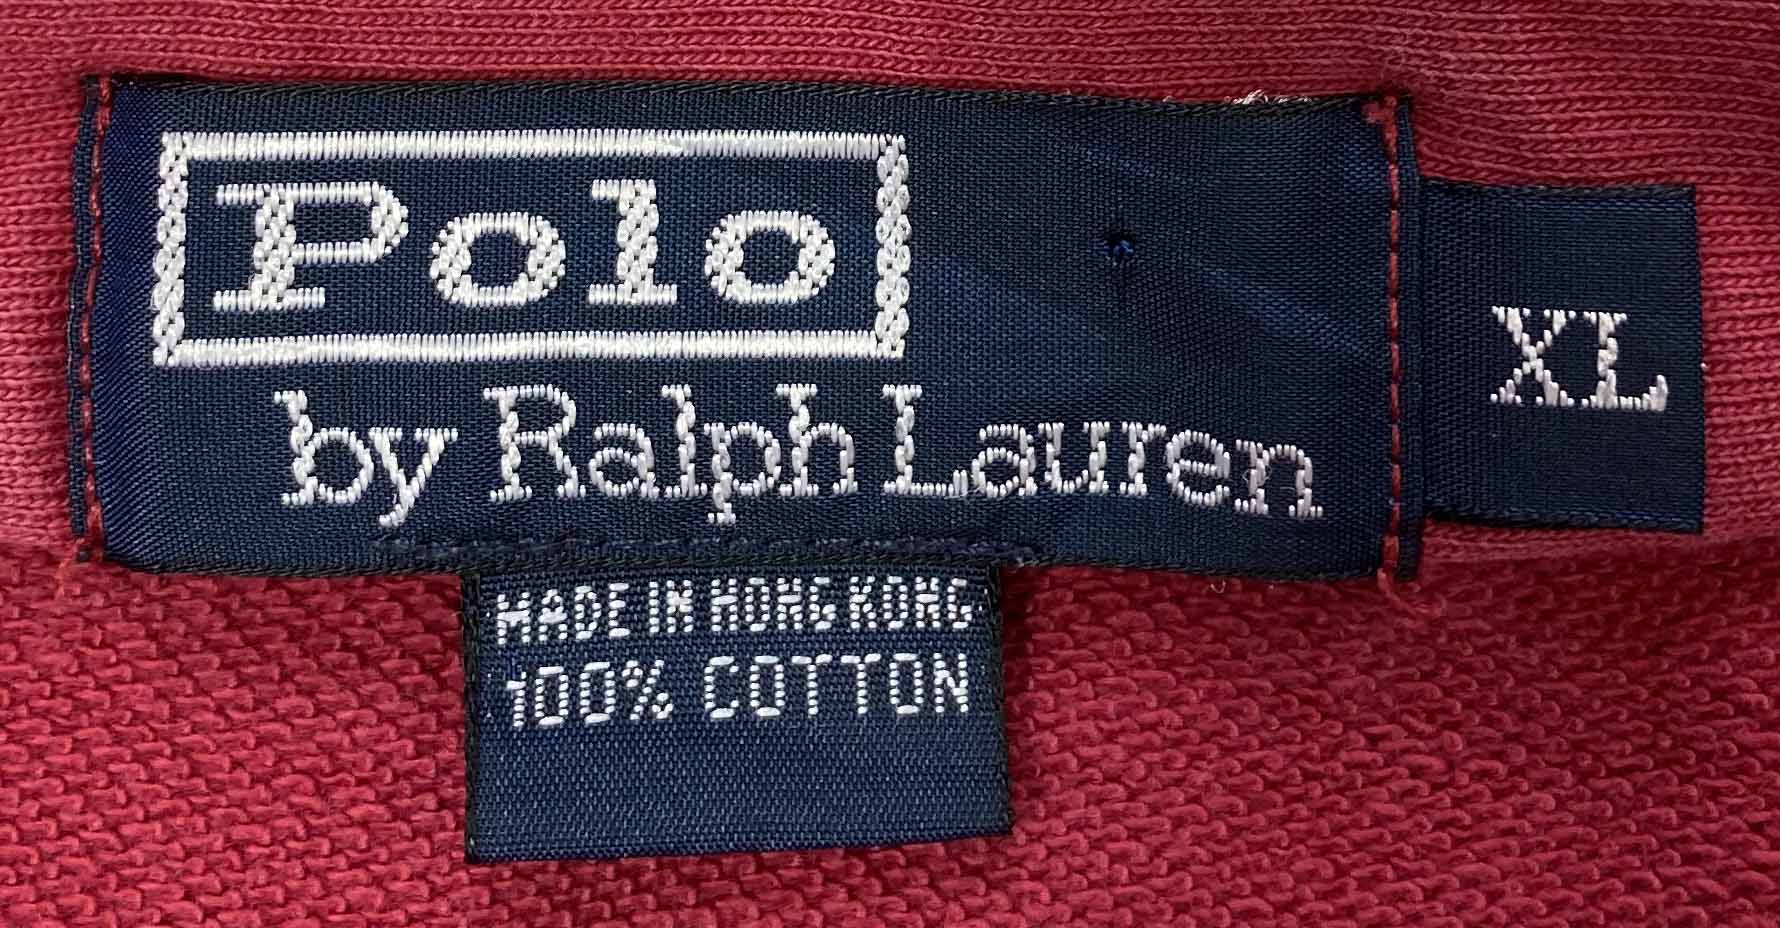 Polo
by Ralph Lauren
XL
MADE IN HONG KONG
100% COTTON